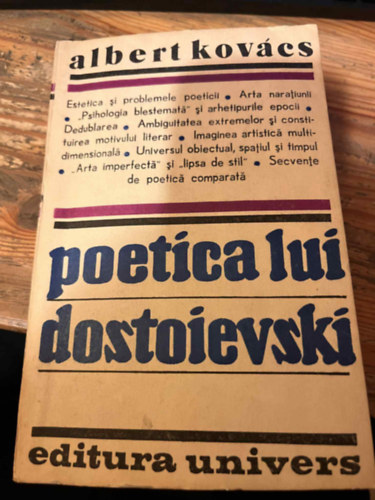 albert kovács
Estetica și problemele poeticii • Arta narațiunii
• „Psihologia blestemată" și arhetipurile epocii •
Dedublarea • Ambiguitatea extremelor și consti-
tuirea motivului literar • Imaginea artistică multi-
dimensională • Universul obiectual, spațiul și timpul
• „Arta imperfectă" și „lipsa de stil" • Secvențe
de poetică comparată
poetica lui
dostoievski
editura univers